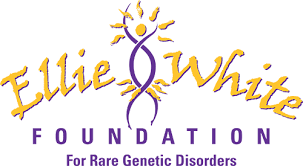 Ellie White
FOUNDATION
For Rare Genetic Disorders